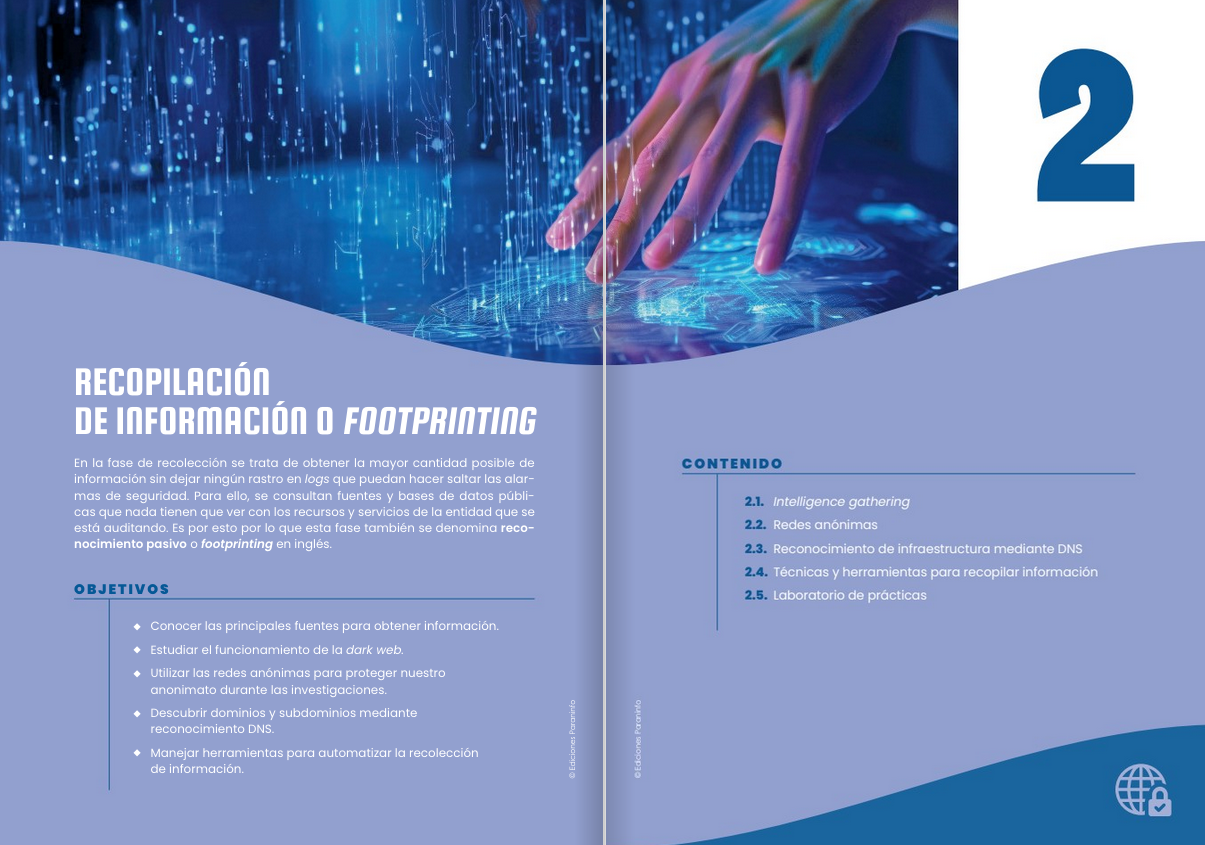 2
RECOPILACIÓN
DE INFORMACIÓN O FOOTPRINTING
En la fase de recolección se trata de obtener la mayor cantidad posible de
información sin dejar ningún rastro en logs que puedan hacer saltar las alar-
mas de seguridad. Para ello, se consultan fuentes y bases de datos públi-
cas que nada tienen que ver con los recursos y servicios de la entidad que se
está auditando. Es por esto por lo que esta fase también se denomina reco-
nocimiento pasivo o footprinting en inglés.
OBJETIVOS
◆ Conocer las principales fuentes para obtener información.
◆ Estudiar el funcionamiento de la dark web.
◆ Utilizar las redes anónimas para proteger nuestro
anonimato durante las investigaciones.
◆ Descubrir dominios y subdominios mediante
reconocimiento DNS.
◆ Manejar herramientas para automatizar la recolección
de información.
© Ediciones Paraninfo
CONTENIDO
2.1. Intelligence gathering
2.2. Redes anónimas
2.3. Reconocimiento de infraestructura mediante DNS
2.4. Técnicas y herramientas para recopilar información
2.5. Laboratorio de prácticas
© Ediciones Paraninfo